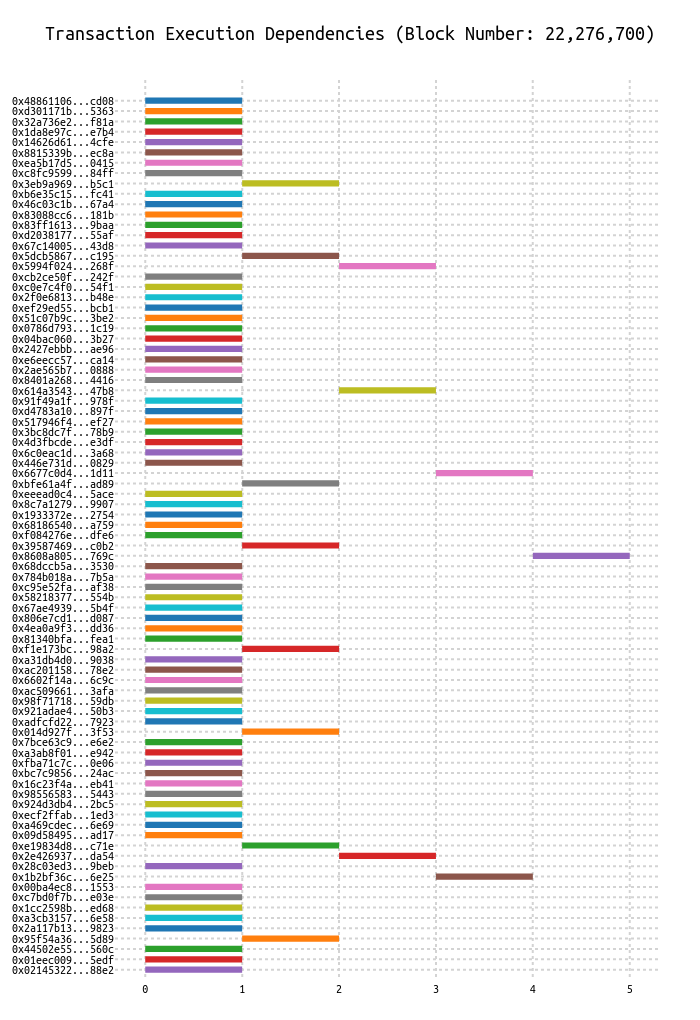 Transaction Execution Dependencies (Block Number: 22,276,700)
0x48861106...cd08
0xd301171b...5363
0x32a736e2...f81a
0x1da8e97c...e7b4
0x14626d61...4cfe
0x8815339b...ec8a
0xea5b17d5...0415
0xc8fc9599...84ff
0x3eb9a969...b5c1
0xb6e35c15...fc41
0x46c03c1b...67a4
0x83088cc6...181b
0x83ff1613...9baa
0xd2038177...55af
0x67c14005...43d8
0x5dcb5867...c195
0x5994f024...268f
0xcb2ce50f...242f
0xc0e7c4f0...54f1
0x2f0e6813...b48e
0xef29ed55...bcb1
0x51c07b9c...3be2
0x0786d793...1c19
0x04bac060...3b27
0x2427ebbb...ae96
0xe6eecc57...ca14
0x2ae565b7...0888
0x8401a268...4416
0x614a3543...47b8
0x91f49a1f...978f
0xd4783a10...897f
0x517946f4...ef27
0x3bc8dc7f...78b9
0x4d3fbcde...e3df
0x6c0eac1d...3a68
0x446e731d...0829
0x6677c0d4...1d11
0xbfe61a4f...ad89
0xeeead0c4...5ace
0x8c7a1279...9907
0x1933372e...2754
0x68186540...a759
0xf084276e...dfe6
0x39587469...c0b2
0x8608a805...769c
0x68dccb5a...3530
0x784b018a...7b5a
0xc95e52fa...af38
0x58218377...554b
0x67ae4939...5b4f
0x806e7cd1...d087
0x4ea0a9f3...dd36
0x81340bfa...fea1
0xf1e173bc...98a2
0xa31db4d0...9038
0xac201158...78e2
0x6602f14a...6c9c
0xac509661...3afa
0x98f71718...59db
0x921adae4...50b3
0xadfcfd22...7923
0x014d927f...3f53
0x7bce63c9...e6e2
0xa3ab8f01...e942
0xfba71c7c...0e06
0xbc7c9856...24ac
0x16c23f4a...eb41
0x98556583...5443
0x924d3db4...2bc5
0xecf2ffab...1ed3
0xa469cdec...6e69
0x09d58495...ad17
0xe19834d8...c71e
0x2e426937...da54
0x28c03ed3...9beb
0x1b2bf36c...6e25
0x00ba4ec8...1553
0xc7bd0f7b...e03e
0x1cc2598b...ed68
0xa3cb3157...6e58
0x2a117b13...9823
0x95f54a36...5d89
0x44502e55...560c
0x01eec009...5edf
0x02145322...88e2
0 1 2 3 4 5